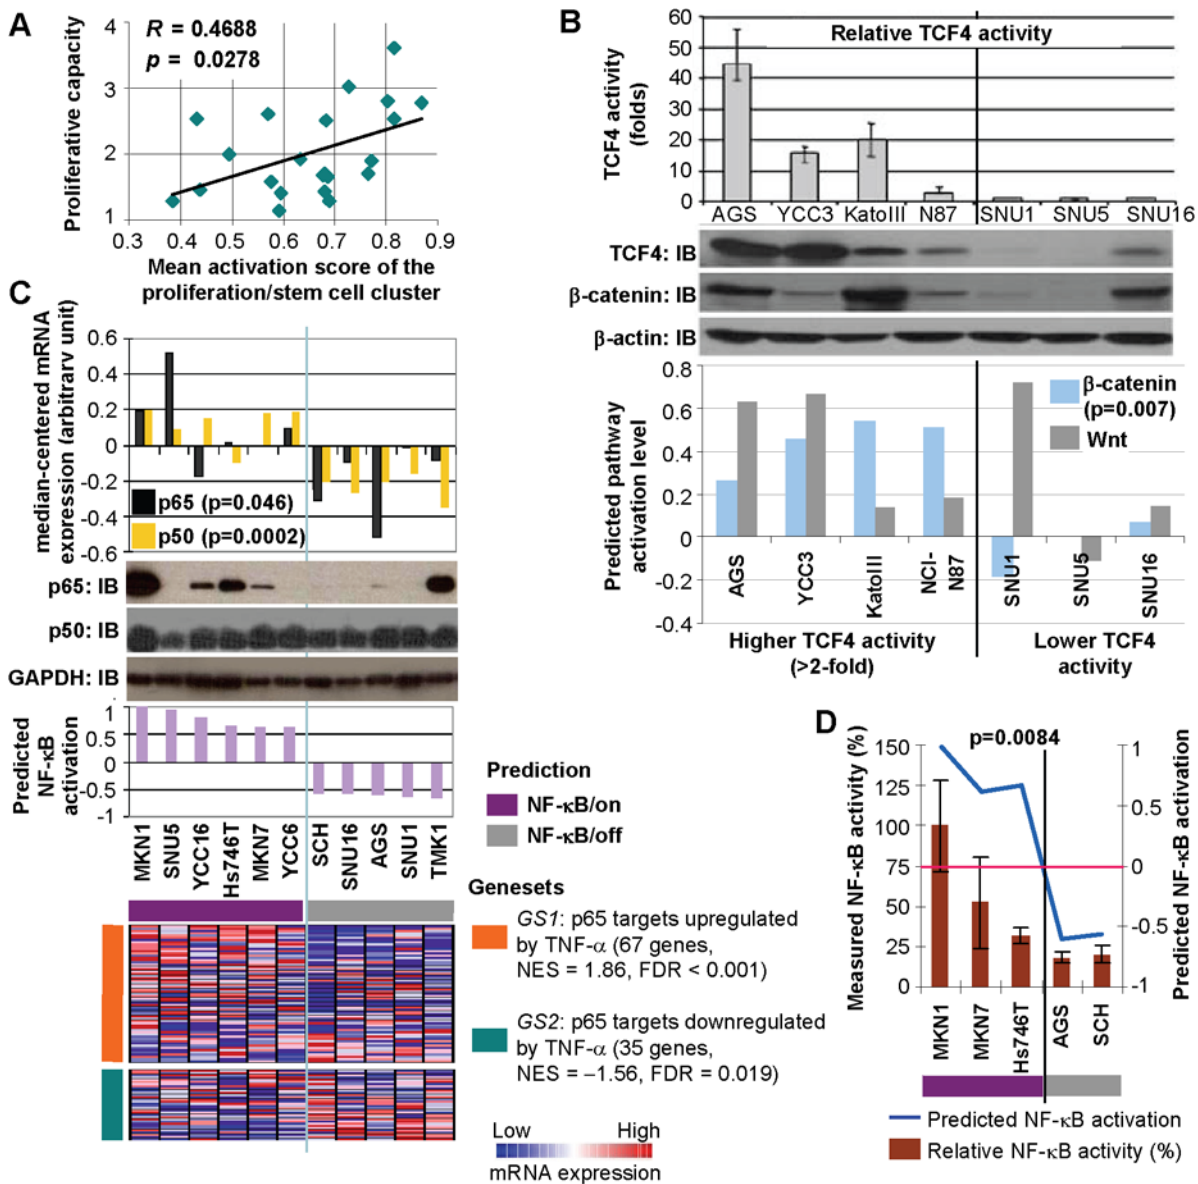 A
R = 0.4688
p = 0.0278
Proliferative capacity
4
3
2
1
0.3 0.4 0.5 0.6 0.7 0.8 0.9
Mean activation score of the
proliferation/stem cell cluster
B
Relative TCF4 activity
TCF4 activity
(folds)
60
50
40
30
20
10
0
AGS YCC3 KatoIII N87 SNU1 SNU5 SNU16
TCF4: IB
β-catenin: IB
β-actin: IB
Predicted pathway
activation level
0.8
0.6
0.4
0.2
0
-0.2
-0.4
β-catenin
(p=0.007)
Wnt
AGS YCC3 KatoIII NCI-N87 SNU1 SNU5 SNU16
Higher TCF4 activity
(>2-fold)
Lower TCF4
activity
C
median-centered mRNA
expression (arbitrary unit)
0.6
0.4
0.2
0
-0.2
-0.4
-0.6
p65 (p=0.046)
p50 (p=0.0002)
p65: IB
p50: IB
GAPDH: IB
Predicted
NF-κB
activation
1
0.5
0
-0.5
-1
MKN1 SNU5 YCC16 Hs746T MKN7 YCC6 SCH SNU16 AGS SNU1 TMK1
Prediction
NF-κB/on
NF-κB/off
Genesets
GS1: p65 targets upregulated
by TNF-α (67 genes,
NES = 1.86, FDR < 0.001)
GS2: p65 targets downregulated
by TNF-α (35 genes,
NES = –1.56, FDR = 0.019)
Low High
mRNA expression
D
p=0.0084
Measured NF-κB activity (%)
150
125
100
75
50
25
0
Predicted NF-κB activation
1
0.5
0
-0.5
-1
MKN1 MKN7 Hs746T AGS SCH
Predicted NF-κB activation
Relative NF-κB activity (%)